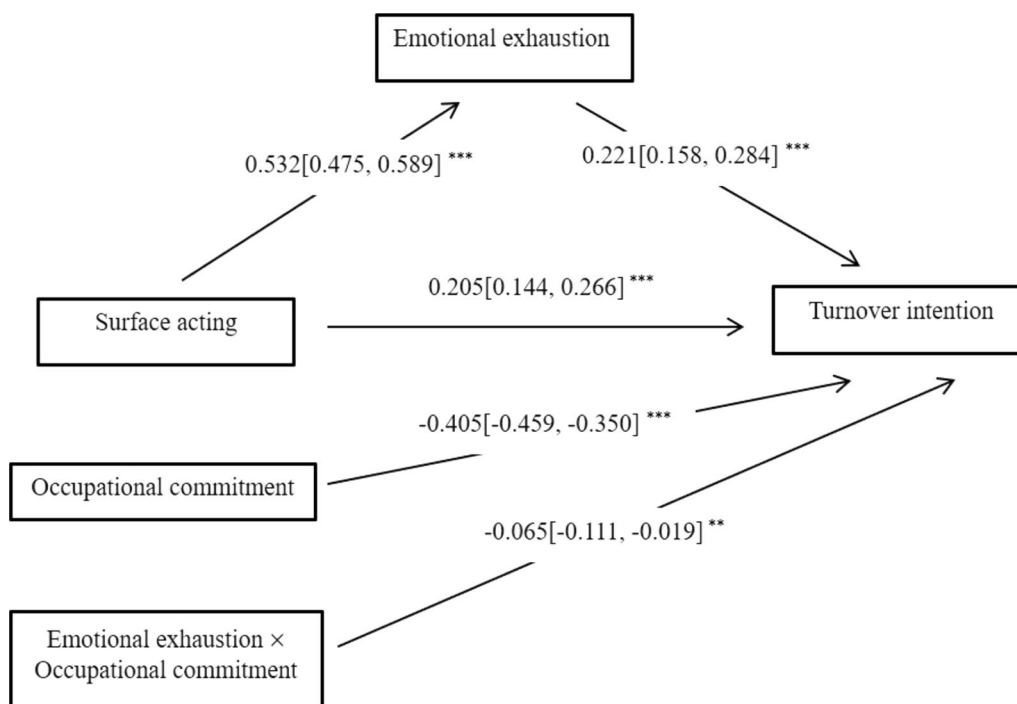 Emotional exhaustion
0.532[0.475, 0.589] ***
0.221[0.158, 0.284] ***
0.205[0.144, 0.266] ***
Surface acting
Turnover intention
-0.405[-0.459, -0.350] ***
Occupational commitment
-0.065[-0.111, -0.019] **
Emotional exhaustion ×
Occupational commitment